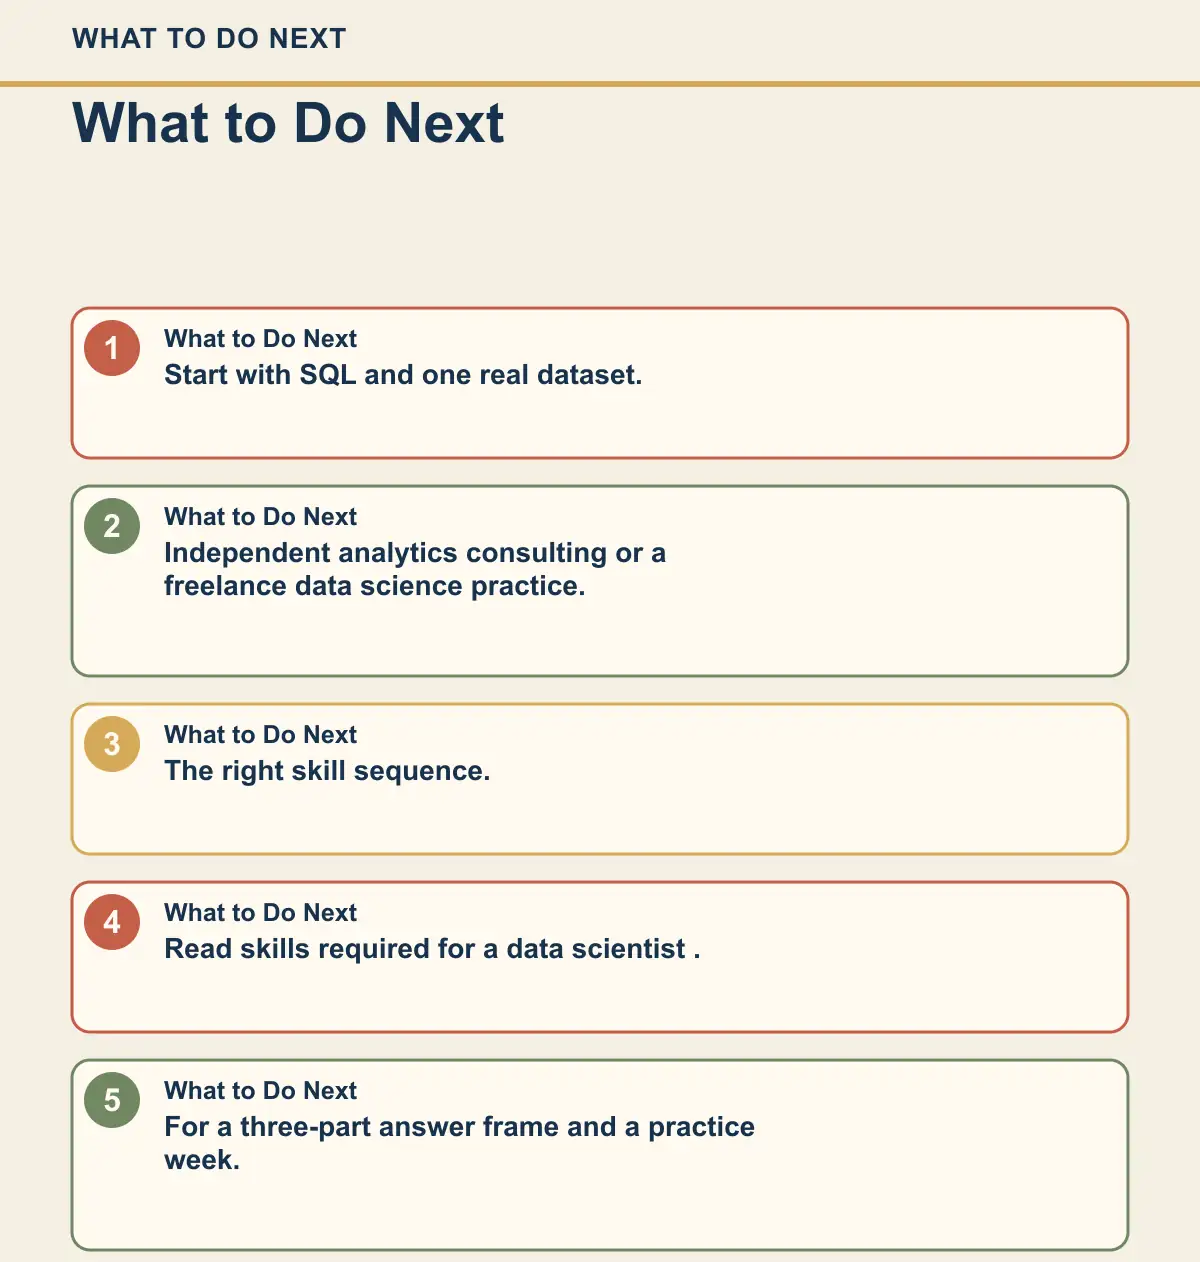 WHAT TO DO NEXT
What to Do Next
1
What to Do Next
Start with SQL and one real dataset.
2
What to Do Next
Independent analytics consulting or a
freelance data science practice.
3
What to Do Next
The right skill sequence.
4
What to Do Next
Read skills required for a data scientist .
5
What to Do Next
For a three-part answer frame and a practice
week.